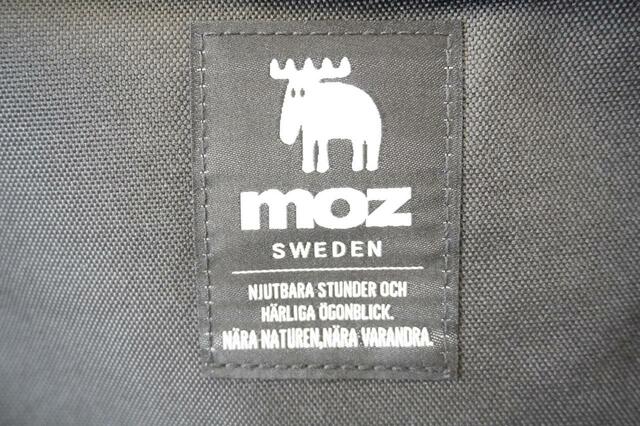 moz
SWEDEN
NJUTBARA STUNDER OCH
HÄRLIGA ÖGONBLICK.
NÄRA NATUREN,NÄRA VARANDRA.